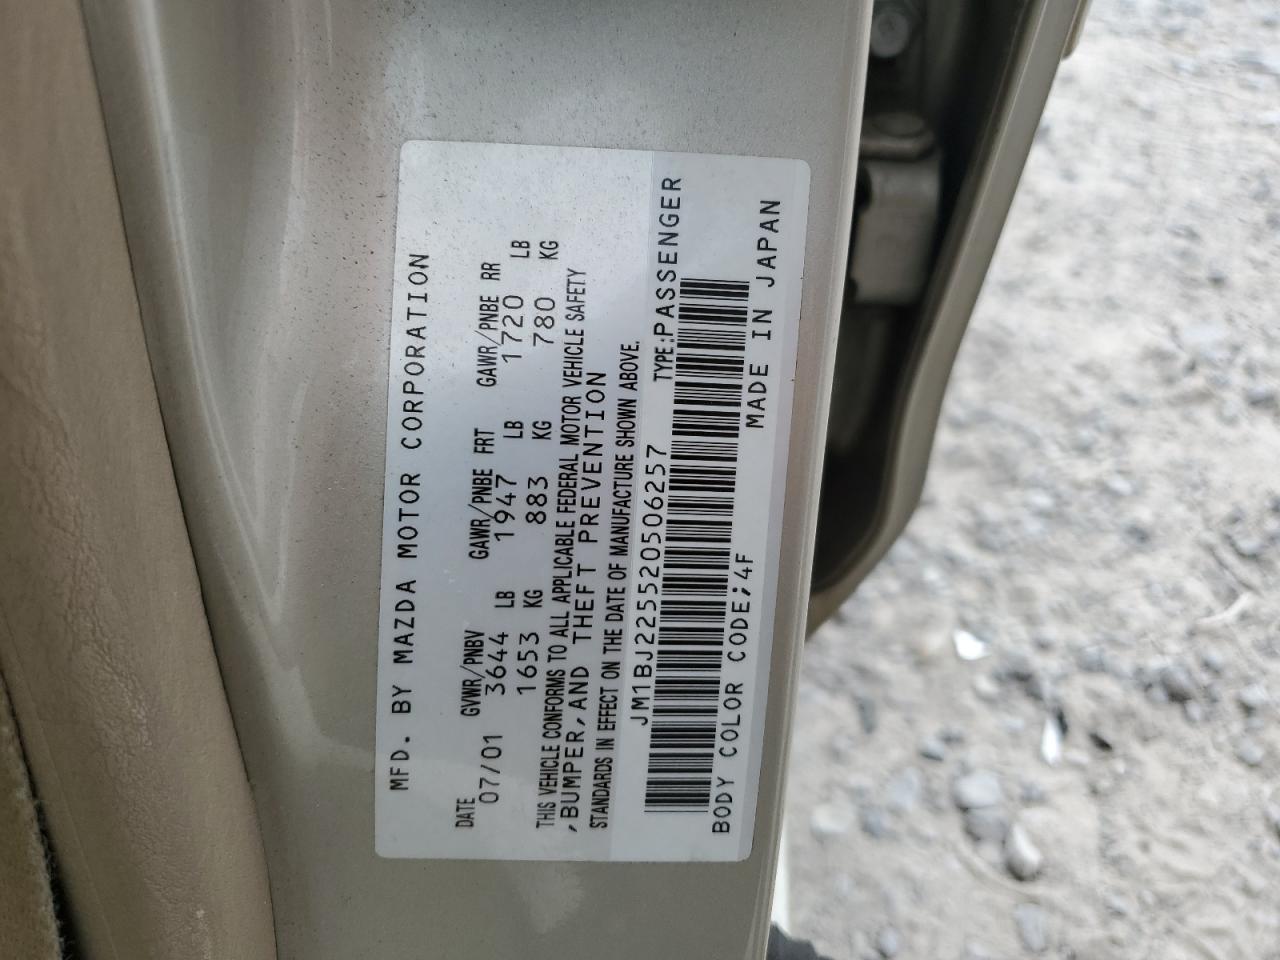 MFD. BY MAZDA MOTOR CORPORATION
DATE GVWR/PNBV GAWR/PNBE FRT GAWR/PNBE RR
07/01 3644 LB 1947 LB 1720 LB
1653 KG 883 KG 780 KG
THIS VEHICLE CONFORMS TO ALL APPLICABLE FEDERAL MOTOR VEHICLE SAFETY
,BUMPER,AND THEFT PREVENTION
STANDARDS IN EFFECT ON THE DATE OF MANUFACTURE SHOWN ABOVE.
JM1BJ225520506257 TYPE:PASSENGER
BODY COLOR CODE;4F MADE IN JAPAN